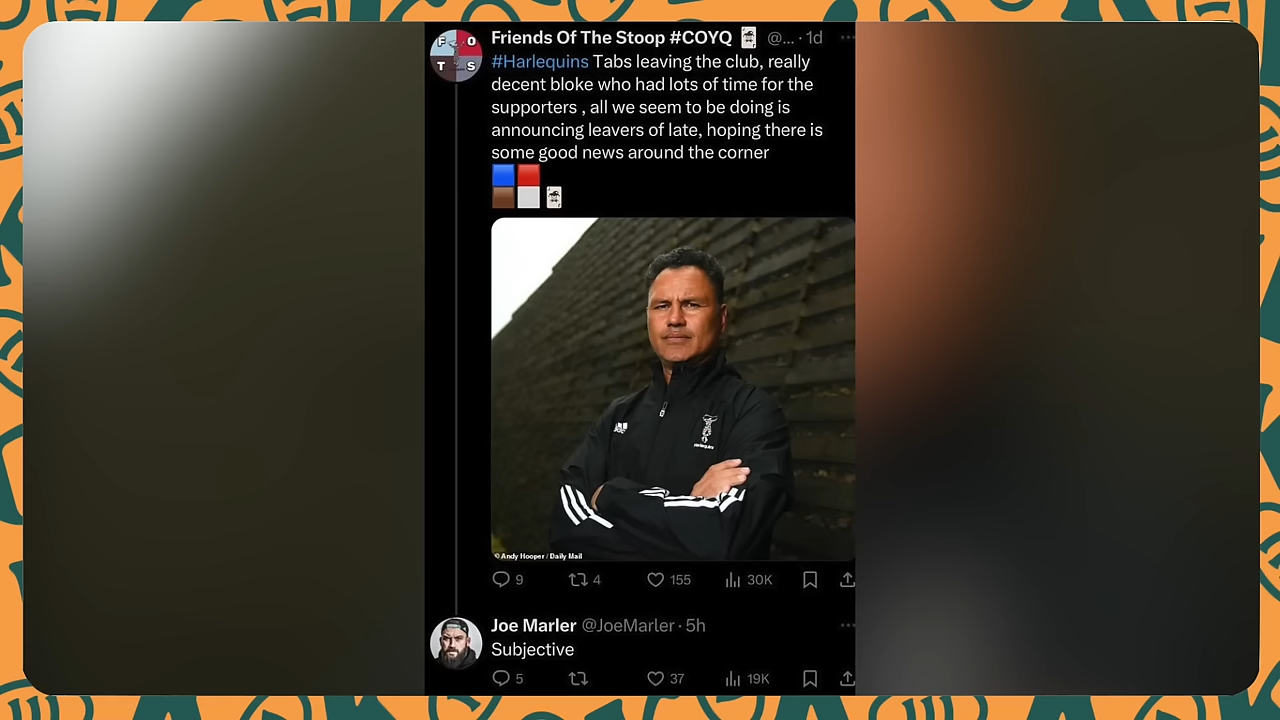 Friends Of The Stoop #COYQ 🃏 @... · 1d
#Harlequins Tabs leaving the club, really
decent bloke who had lots of time for the
supporters , all we seem to be doing is
announcing leavers of late, hoping there is
some good news around the corner
F O
T S
Harlequins
© Andy Hooper / Daily Mail
9 4 155 30K
Joe Marler @JoeMarler · 5h
Subjective
5 37 19K